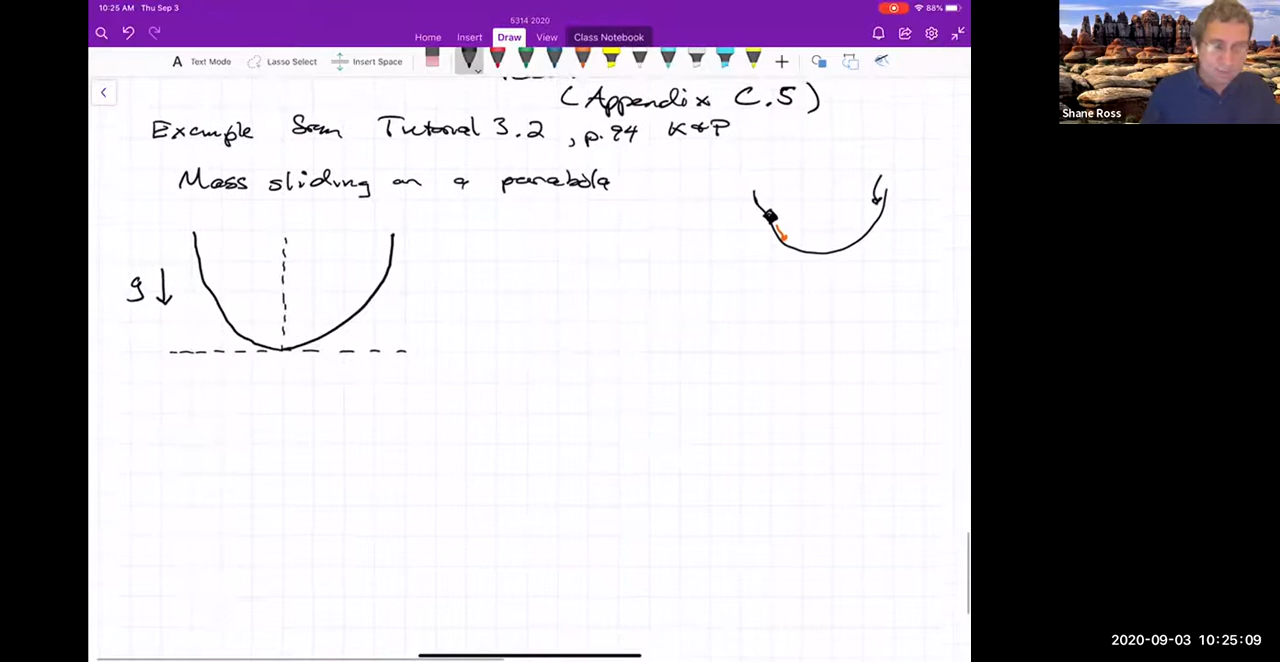 10:25 AM Thu Sep 3
88%
5314 2020
Home Insert Draw View Class Notebook
A Text Mode Lasso Select Insert Space
(Appendix C.5)
Example from Tutorial 3.2, p. 94 K&P
Mass sliding on a parabola
g
Shane Ross
2020-09-03 10:25:09